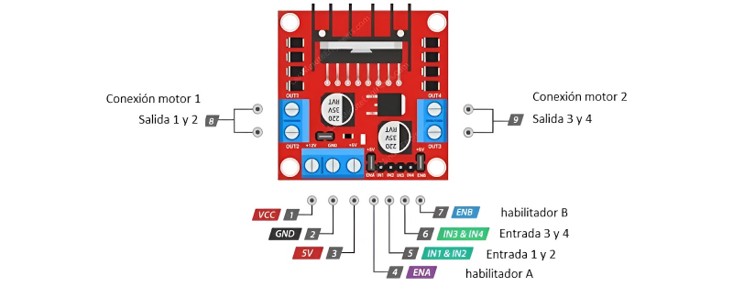 OUT1
OUT4
220
35V
RVT
220
35V
RVT
OUT2
OUT3
+12V
GND
+5V
+5V
+5V
ENA IN1 IN2 IN3 IN4 ENB
Conexión motor 1
Salida 1 y 2
8
Conexión motor 2
9
Salida 3 y 4
VCC 1
GND 2
5V 3
7 ENB habilitador B
6 IN3 & IN4 Entrada 3 y 4
5 IN1 & IN2 Entrada 1 y 2
4 ENA habilitador A